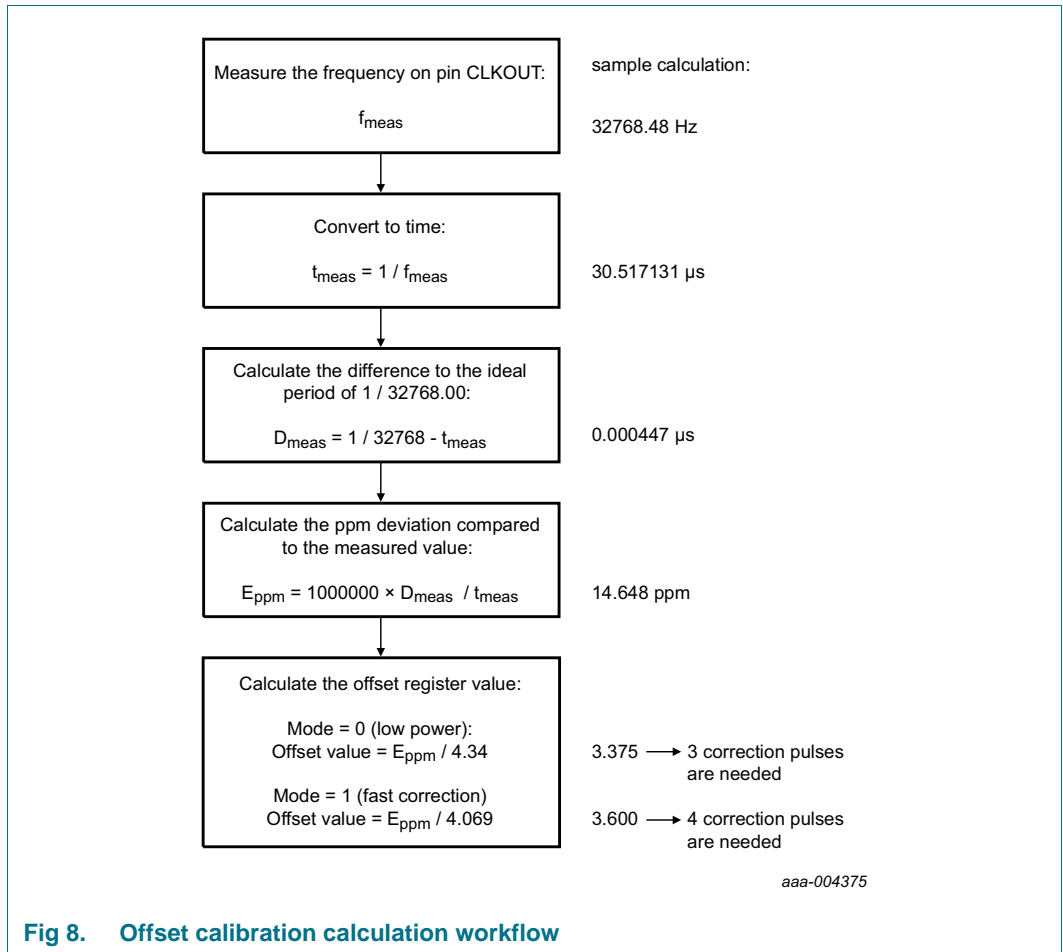 Measure the frequency on pin CLKOUT:
fmeas
sample calculation:
32768.48 Hz
Convert to time:
tmeas = 1 / fmeas
30.517131 µs
Calculate the difference to the ideal
period of 1 / 32768.00:
Dmeas = 1 / 32768 - tmeas
0.000447 µs
Calculate the ppm deviation compared
to the measured value:
Eppm = 1000000 × Dmeas / tmeas
14.648 ppm
Calculate the offset register value:
Mode = 0 (low power):
Offset value = Eppm / 4.34
3.375 → 3 correction pulses
are needed
Mode = 1 (fast correction)
Offset value = Eppm / 4.069
3.600 → 4 correction pulses
are needed
aaa-004375
Fig 8. Offset calibration calculation workflow